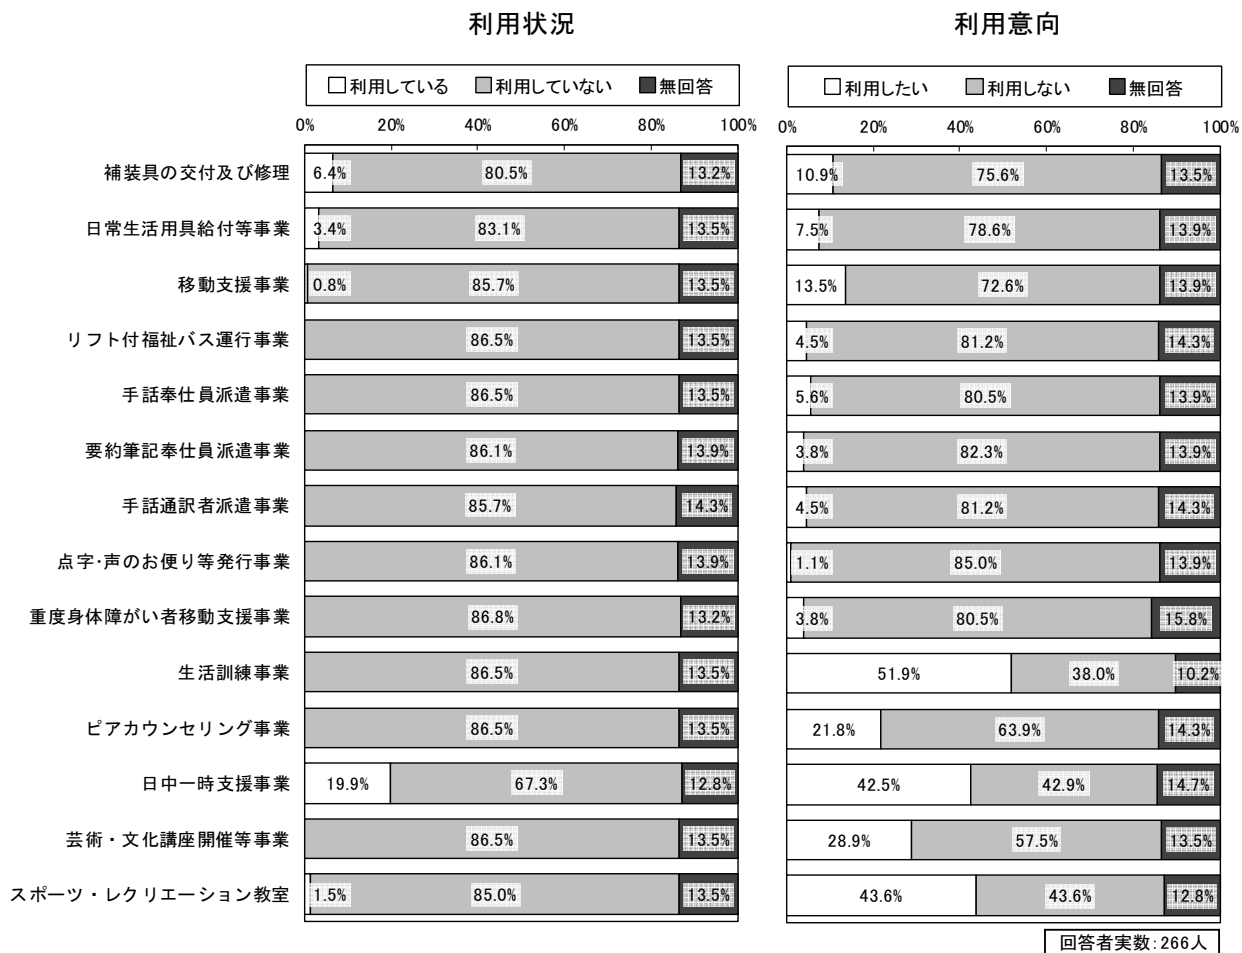 利用状況
利用意向
利用している 利用していない 無回答
利用したい 利用しない 無回答
0% 20% 40% 60% 80% 100%
0% 20% 40% 60% 80% 100%
補装具の交付及び修理 6.4% 80.5% 13.2% 10.9% 75.6% 13.5%
日常生活用具給付等事業 3.4% 83.1% 13.5% 7.5% 78.6% 13.9%
移動支援事業 0.8% 85.7% 13.5% 13.5% 72.6% 13.9%
リフト付福祉バス運行事業 86.5% 13.5% 4.5% 81.2% 14.3%
手話奉仕員派遣事業 86.5% 13.5% 5.6% 80.5% 13.9%
要約筆記奉仕員派遣事業 86.1% 13.9% 3.8% 82.3% 13.9%
手話通訳者派遣事業 85.7% 14.3% 4.5% 81.2% 14.3%
点字・声のお便り等発行事業 86.1% 13.9% 1.1% 85.0% 13.9%
重度身体障がい者移動支援事業 86.8% 13.2% 3.8% 80.5% 15.8%
生活訓練事業 86.5% 13.5% 51.9% 38.0% 10.2%
ピアカウンセリング事業 86.5% 13.5% 21.8% 63.9% 14.3%
日中一時支援事業 19.9% 67.3% 12.8% 42.5% 42.9% 14.7%
芸術・文化講座開催等事業 86.5% 13.5% 28.9% 57.5% 13.5%
スポーツ・レクリエーション教室 1.5% 85.0% 13.5% 43.6% 43.6% 12.8%
回答者実数：266人